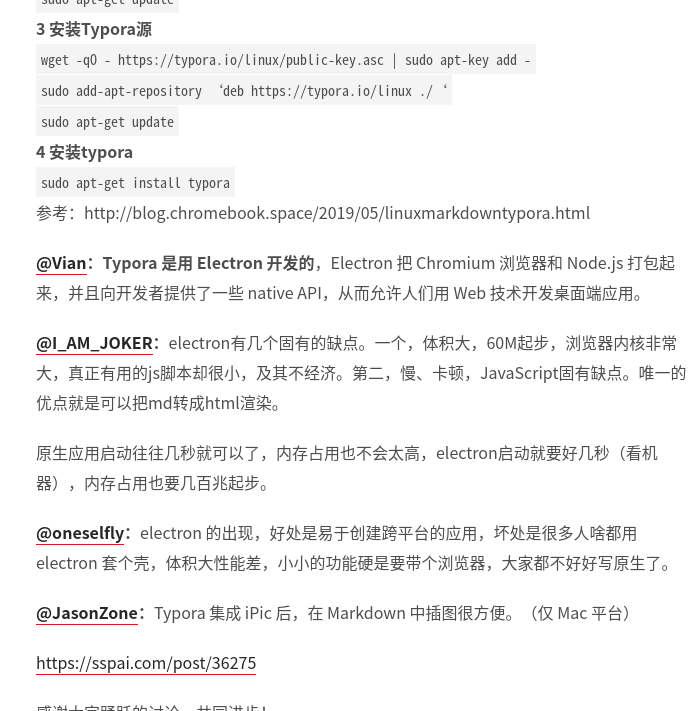 sudo apt-get update
3 安装Typora源
wget -qO - https://typora.io/linux/public-key.asc | sudo apt-key add -
sudo add-apt-repository ‘deb https://typora.io/linux ./ ‘
sudo apt-get update
4 安装typora
sudo apt-get install typora
参考：http://blog.chromebook.space/2019/05/linuxmarkdowntypora.html
@Vian：Typora 是用 Electron 开发的，Electron 把 Chromium 浏览器和 Node.js 打包起
来，并且向开发者提供了一些 native API，从而允许人们用 Web 技术开发桌面端应用。
@I_AM_JOKER：electron有几个固有的缺点。一个，体积大，60M起步，浏览器内核非常
大，真正有用的js脚本却很小，及其不经济。第二，慢、卡顿，JavaScript固有缺点。唯一的
优点就是可以把md转成html渲染。
原生应用启动往往几秒就可以了，内存占用也不会太高，electron启动就要好几秒（看机
器），内存占用也要几百兆起步。
@oneselfly：electron 的出现，好处是易于创建跨平台的应用，坏处是很多人啥都用
electron 套个壳，体积大性能差，小小的功能硬是要带个浏览器，大家都不好好写原生了。
@JasonZone：Typora 集成 iPic 后，在 Markdown 中插图很方便。（仅 Mac 平台）
https://sspai.com/post/36275
感谢大家踊跃的讨论，共同进步！